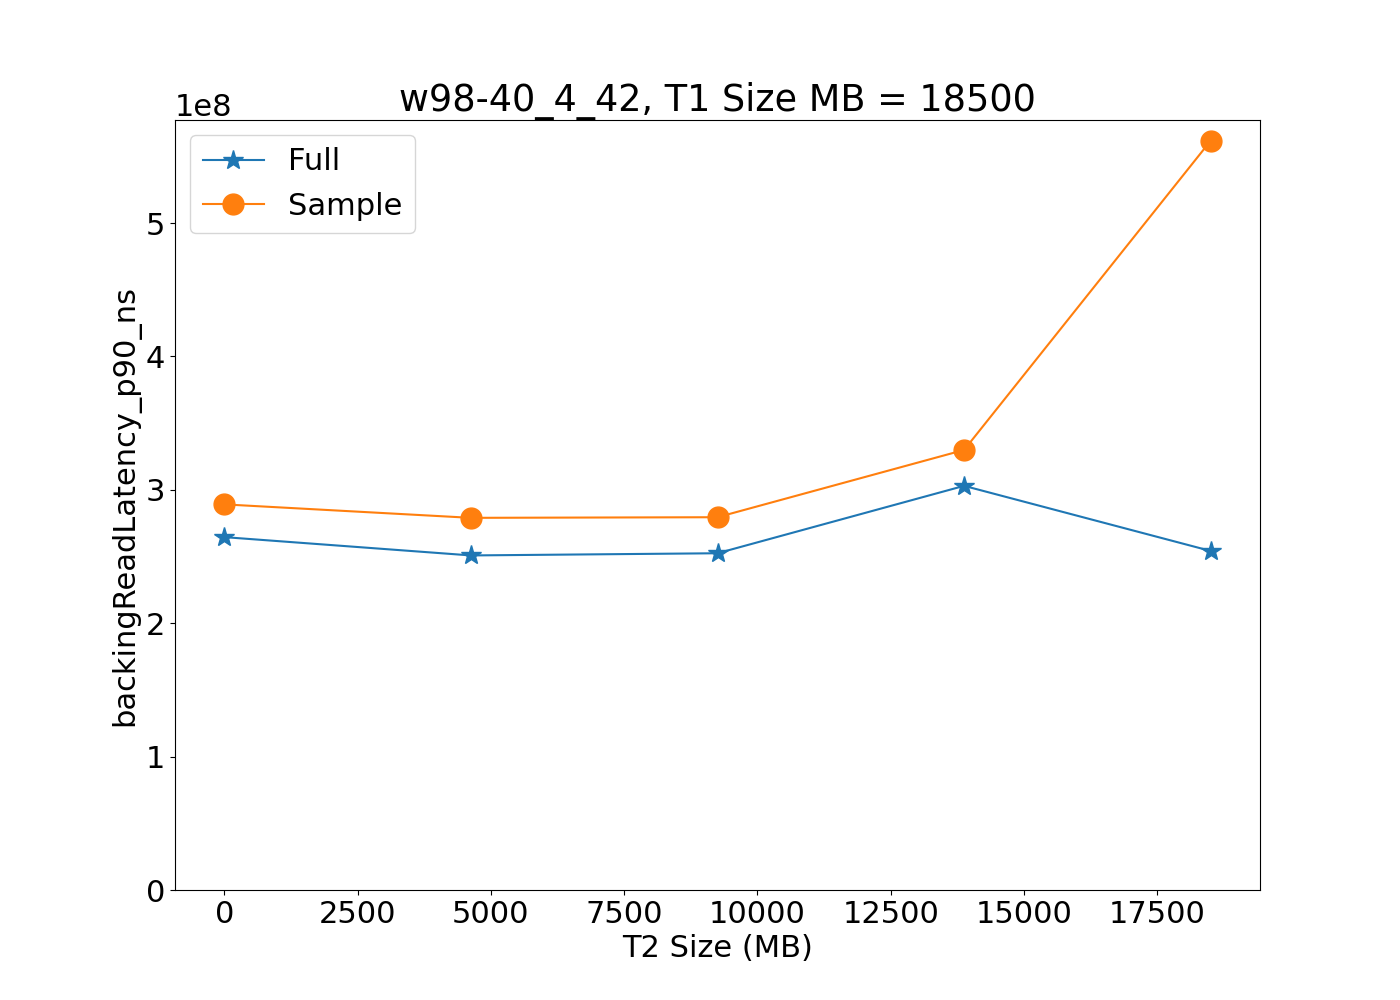 w98-40_4_42, T1 Size MB = 18500
1e8
Full
Sample
5
4
3
2
1
0
backingReadLatency_p90_ns
0 2500 5000 7500 10000 12500 15000 17500
T2 Size (MB)